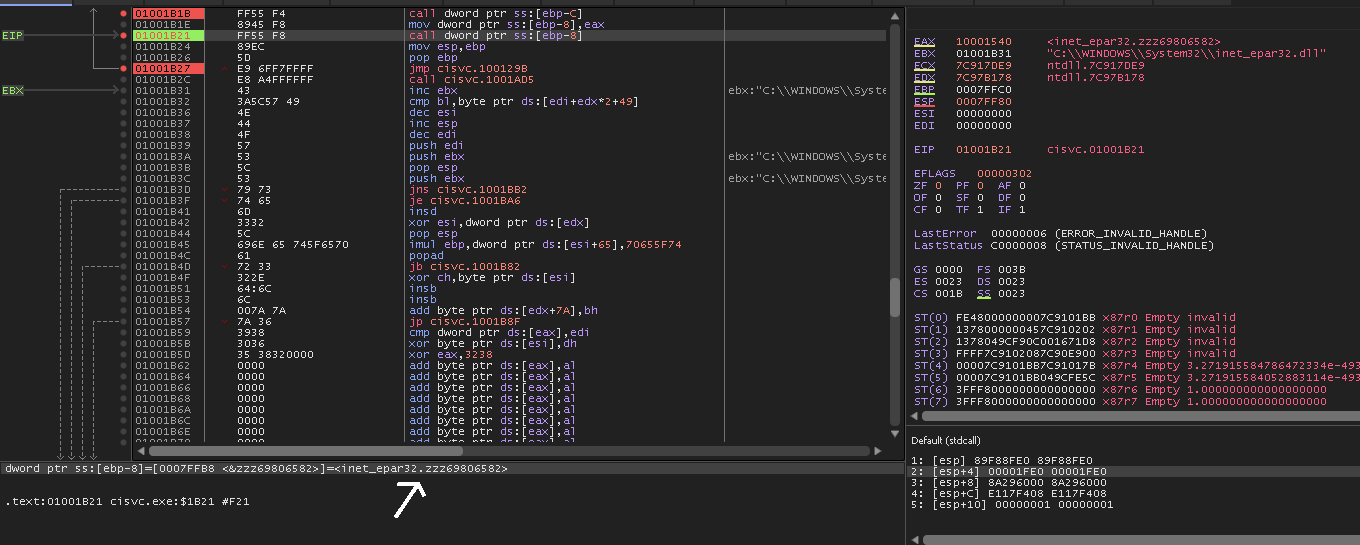 01001B1B FF55 F4 call dword ptr ss:[ebp-C]
01001B1E 8945 F8 mov dword ptr ss:[ebp-8],eax
EIP 01001B21 FF55 F8 call dword ptr ss:[ebp-8]
01001B24 89EC mov esp,ebp
01001B26 5D pop ebp
01001B27 E9 6FF7FFFF jmp cisvc.100129B
01001B2C E8 A4FFFFFF call cisvc.1001AD5
EBX 01001B31 43 inc ebx ebx:"C:\\WINDOWS\\Syste
01001B32 3A5C57 49 cmp bl,byte ptr ds:[edi+edx*2+49]
01001B36 4E dec esi
01001B37 44 inc esp
01001B38 4F dec edi
01001B39 57 push edi
01001B3A 53 push ebx ebx:"C:\\WINDOWS\\Syste
01001B3B 5C pop esp
01001B3C 53 push ebx ebx:"C:\\WINDOWS\\Syste
01001B3D 79 73 jns cisvc.1001BB2
01001B3F 74 65 je cisvc.1001BA6
01001B41 6D insd
01001B42 3332 xor esi,dword ptr ds:[edx]
01001B44 5C pop esp
01001B45 696E 65 745F6570 imul ebp,dword ptr ds:[esi+65],70655F74
01001B4C 61 popad
01001B4D 72 33 jb cisvc.1001B82
01001B4F 322E xor ch,byte ptr ds:[esi]
01001B51 64:6C insb
01001B53 6C insb
01001B54 007A 7A add byte ptr ds:[edx+7A],bh
01001B57 7A 36 jp cisvc.1001B8F
01001B59 3938 cmp dword ptr ds:[eax],edi
01001B5B 3036 xor byte ptr ds:[esi],dh
01001B5D 35 38320000 xor eax,3238
01001B62 0000 add byte ptr ds:[eax],al
01001B64 0000 add byte ptr ds:[eax],al
01001B66 0000 add byte ptr ds:[eax],al
01001B68 0000 add byte ptr ds:[eax],al
01001B6A 0000 add byte ptr ds:[eax],al
01001B6C 0000 add byte ptr ds:[eax],al
01001B6E 0000 add byte ptr ds:[eax],al
dword ptr ss:[ebp-8]=[0007FFB8 <&zzz69806582>]=<inet_epar32.zzz69806582>
.text:01001B21 cisvc.exe:$1B21 #F21
EAX 10001540 <inet_epar32.zzz69806582>
EBX 01001B31 "C:\\WINDOWS\\System32\\inet_epar32.dll"
ECX 7C917DE9 ntdll.7C917DE9
EDX 7C97B178 ntdll.7C97B178
EBP 0007FFC0
ESP 0007FF80
ESI 00000000
EDI 00000000
EIP 01001B21 cisvc.01001B21
EFLAGS 00000302
ZF 0 PF 0 AF 0
OF 0 SF 0 DF 0
CF 0 TF 1 IF 1
LastError 00000006 (ERROR_INVALID_HANDLE)
LastStatus C0000008 (STATUS_INVALID_HANDLE)
GS 0000 FS 003B
ES 0023 DS 0023
CS 001B SS 0023
ST(0) FE48000000007C9101BB x87r0 Empty invalid
ST(1) 1378000000457C910202 x87r1 Empty invalid
ST(2) 1378049CF90C001671D8 x87r2 Empty invalid
ST(3) FFFF7C9102087C90E900 x87r3 Empty invalid
ST(4) 00007C9101BB7C91017B x87r4 Empty 3.271915584786472334e-493
ST(5) 00007C9101BB049CFE5C x87r5 Empty 3.271915584052883114e-493
ST(6) 3FFF8000000000000000 x87r6 Empty 1.0000000000000000000
ST(7) 3FFF8000000000000000 x87r7 Empty 1.0000000000000000000
Default (stdcall)
1: [esp] 89F88FE0 89F88FE0
2: [esp+4] 00001FE0 00001FE0
3: [esp+8] 8A296000 8A296000
4: [esp+C] E117F408 E117F408
5: [esp+10] 00000001 00000001